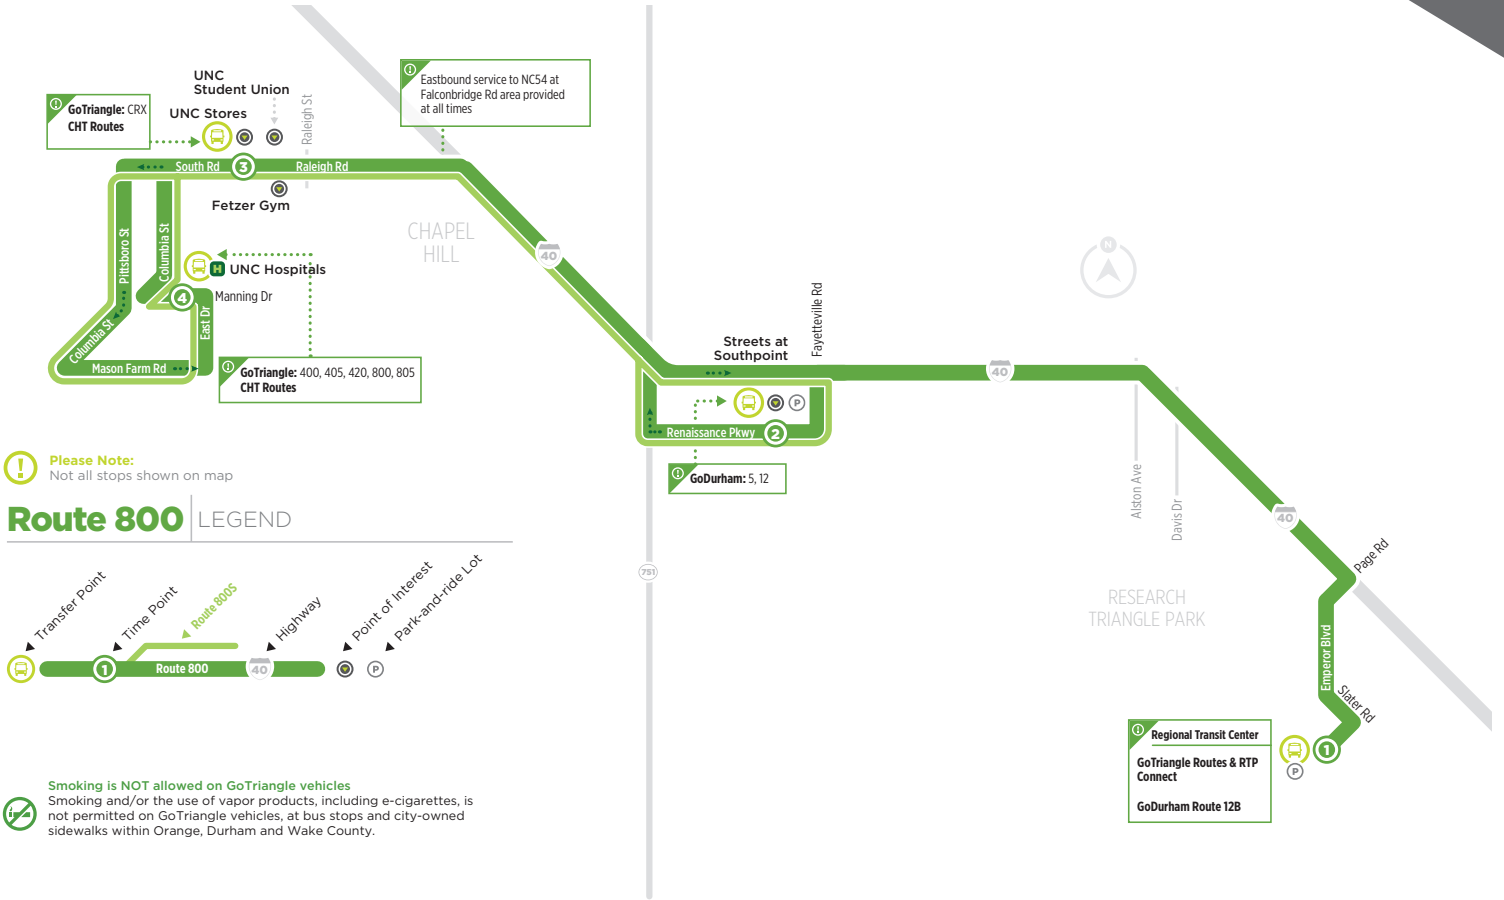 UNC
Student Union
UNC Stores
Raleigh St
GoTriangle: CRX
CHT Routes
Eastbound service to NC54 at
Falconbridge Rd area provided
at all times
South Rd
3
Raleigh Rd
Fetzer Gym
CHAPEL
HILL
40
N
Pittsboro St
Columbia St
H UNC Hospitals
4
Manning Dr
East Dr
Columbia St
Mason Farm Rd
GoTriangle: 400, 405, 420, 800, 805
CHT Routes
Streets at
Southpoint
Fayetteville Rd
40
P
Renaissance Pkwy
2
GoDurham: 5, 12
Alston Ave
Davis Dr
40
Page Rd
751
RESEARCH
TRIANGLE PARK
Emperor Blvd
Slater Rd
1
P
Regional Transit Center
GoTriangle Routes & RTP
Connect
GoDurham Route 12B
! Please Note:
Not all stops shown on map
Route 800 LEGEND
Transfer Point
Time Point
Route 800S
Highway
Point of Interest
Park-and-ride Lot
1
Route 800
40
P
Smoking is NOT allowed on GoTriangle vehicles
Smoking and/or the use of vapor products, including e-cigarettes, is
not permitted on GoTriangle vehicles, at bus stops and city-owned
sidewalks within Orange, Durham and Wake County.